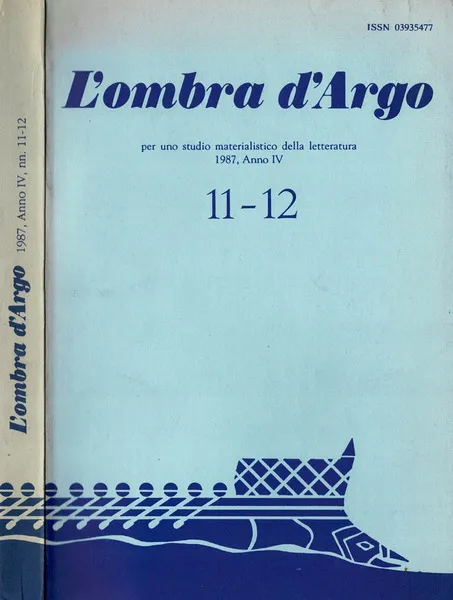 ISSN 03935477
L'ombra d'Argo
per uno studio materialistico della letteratura
1987, Anno IV
11-12
L'ombra d'Argo 1987, Anno IV, nn. 11-12